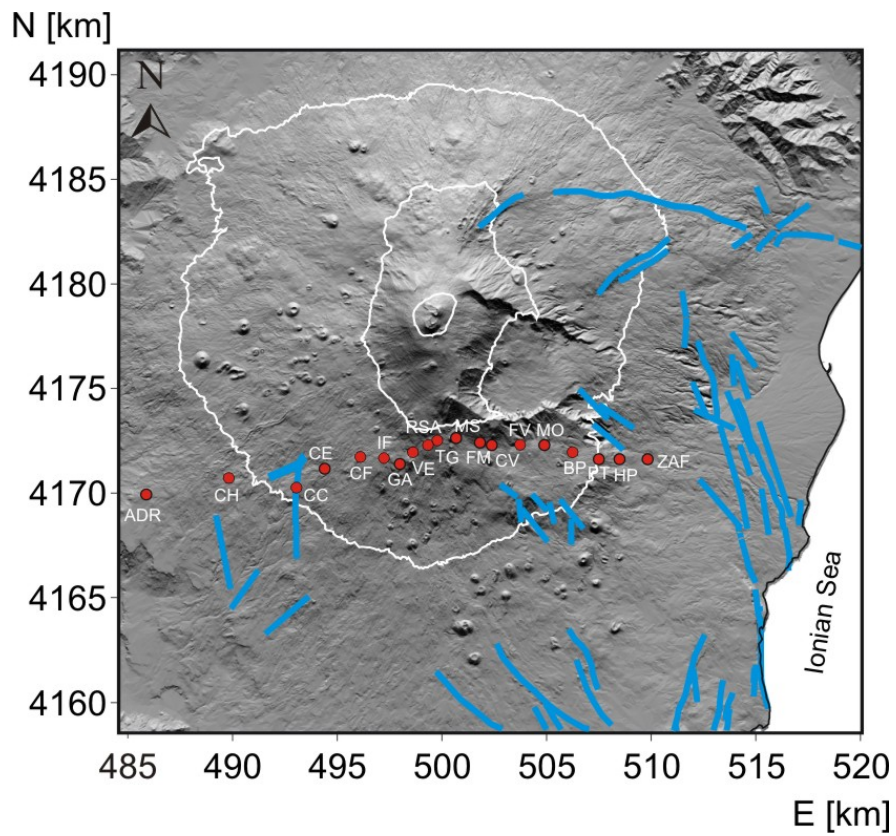 N [km]
4190
N
4185
4180
4175
RSA MS
FV MO
IF
CE
CF
TG
FM
CV
VE
GA
BP
PT HP
ZAF
CH
CC
4170
ADR
4165
Ionian Sea
4160
485 490 495 500 505 510 515 520
E [km]